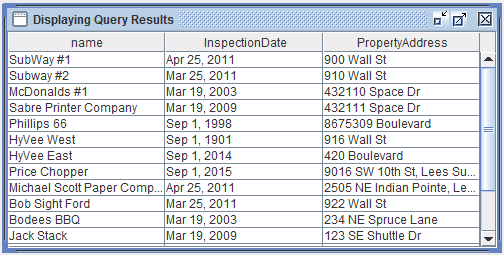 Displaying Query Results
name InspectionDate PropertyAddress
SubWay #1 Apr 25, 2011 900 Wall St
Subway #2 Mar 25, 2011 910 Wall St
McDonalds #1 Mar 19, 2003 432110 Space Dr
Sabre Printer Company Mar 19, 2009 432111 Space Dr
Phillips 66 Sep 1, 1998 8675309 Boulevard
HyVee West Sep 1, 1901 916 Wall St
HyVee East Sep 1, 2014 420 Boulevard
Price Chopper Sep 1, 2015 9016 SW 10th St, Lees Su...
Michael Scott Paper Comp... Apr 25, 2011 2505 NE Indian Pointe, Le...
Bob Sight Ford Mar 25, 2011 922 Wall St
Bodees BBQ Mar 19, 2003 234 NE Spruce Lane
Jack Stack Mar 19, 2009 123 SE Shuttle Dr